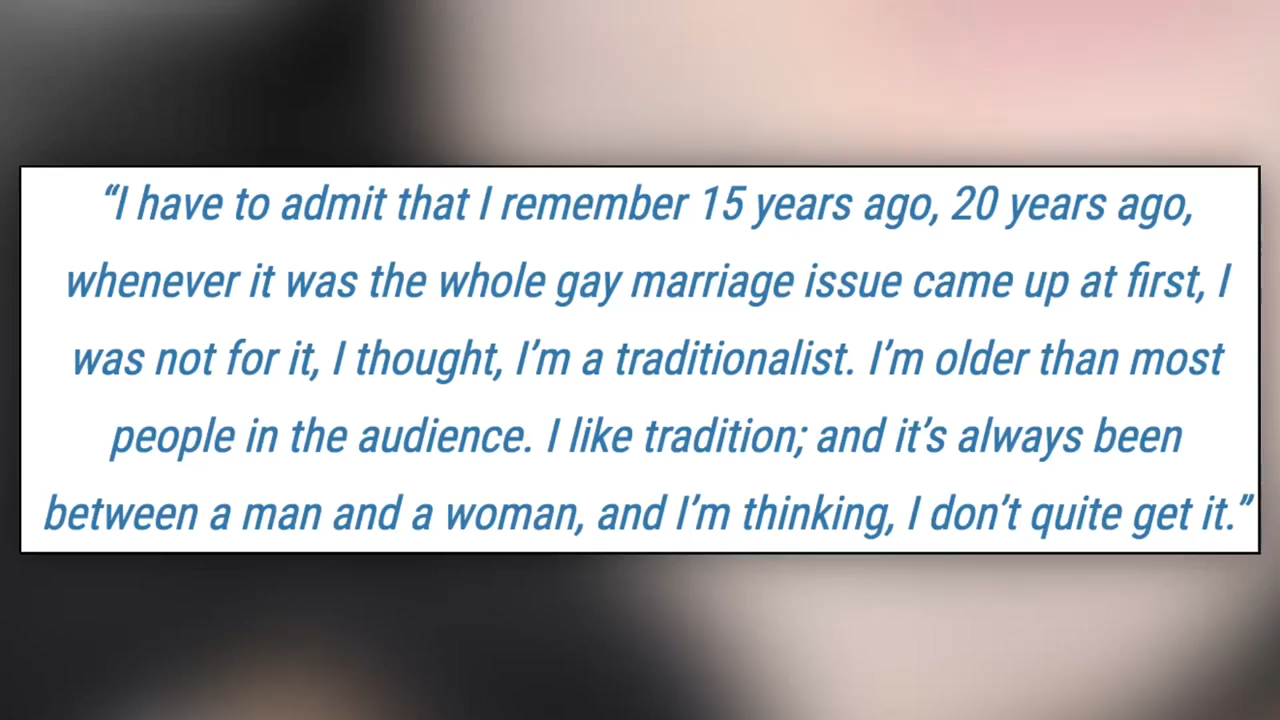 “I have to admit that I remember 15 years ago, 20 years ago,
whenever it was the whole gay marriage issue came up at first, I
was not for it, I thought, I’m a traditionalist. I’m older than most
people in the audience. I like tradition; and it’s always been
between a man and a woman, and I’m thinking, I don’t quite get it.”